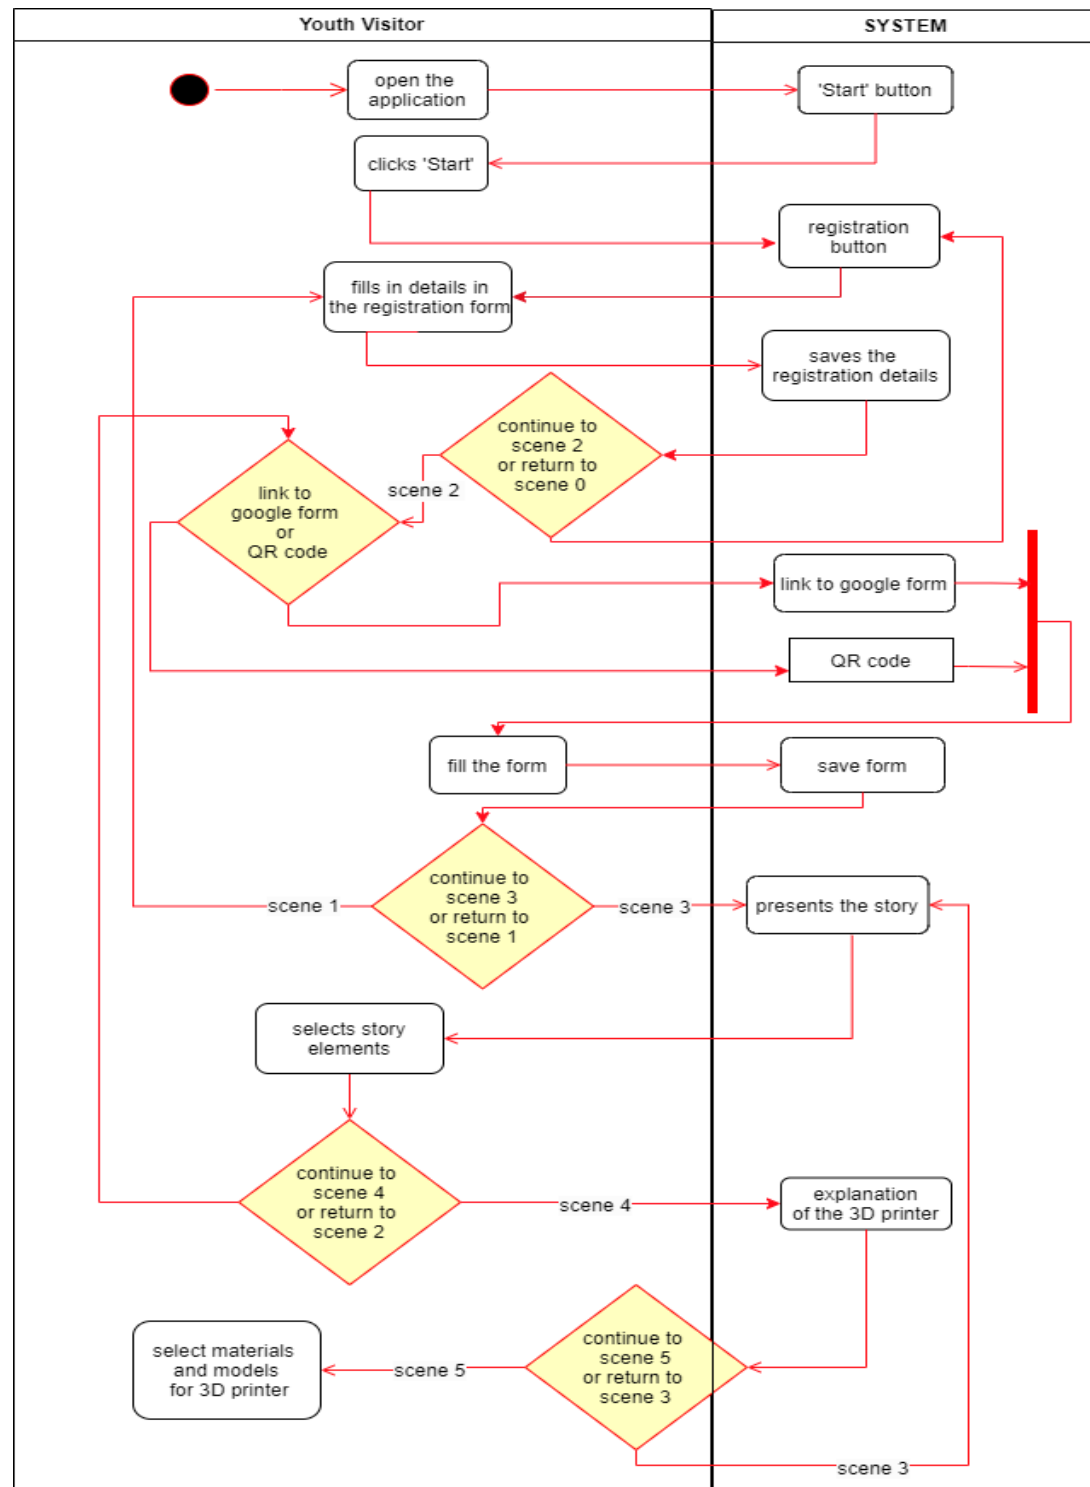 Youth Visitor
SYSTEM
open the
application
'Start' button
clicks 'Start'
registration
button
fills in details in
the registration form
saves the
registration details
continue to
scene 2
or return to
scene 0
scene 2
link to
google form
or
QR code
link to google form
QR code
fill the form
save form
continue to
scene 3
or return to
scene 1
scene 1
scene 3
presents the story
selects story
elements
continue to
scene 4
or return to
scene 2
scene 4
explanation
of the 3D printer
continue to
scene 5
or return to
scene 3
scene 5
select materials
and models
for 3D printer
scene 3